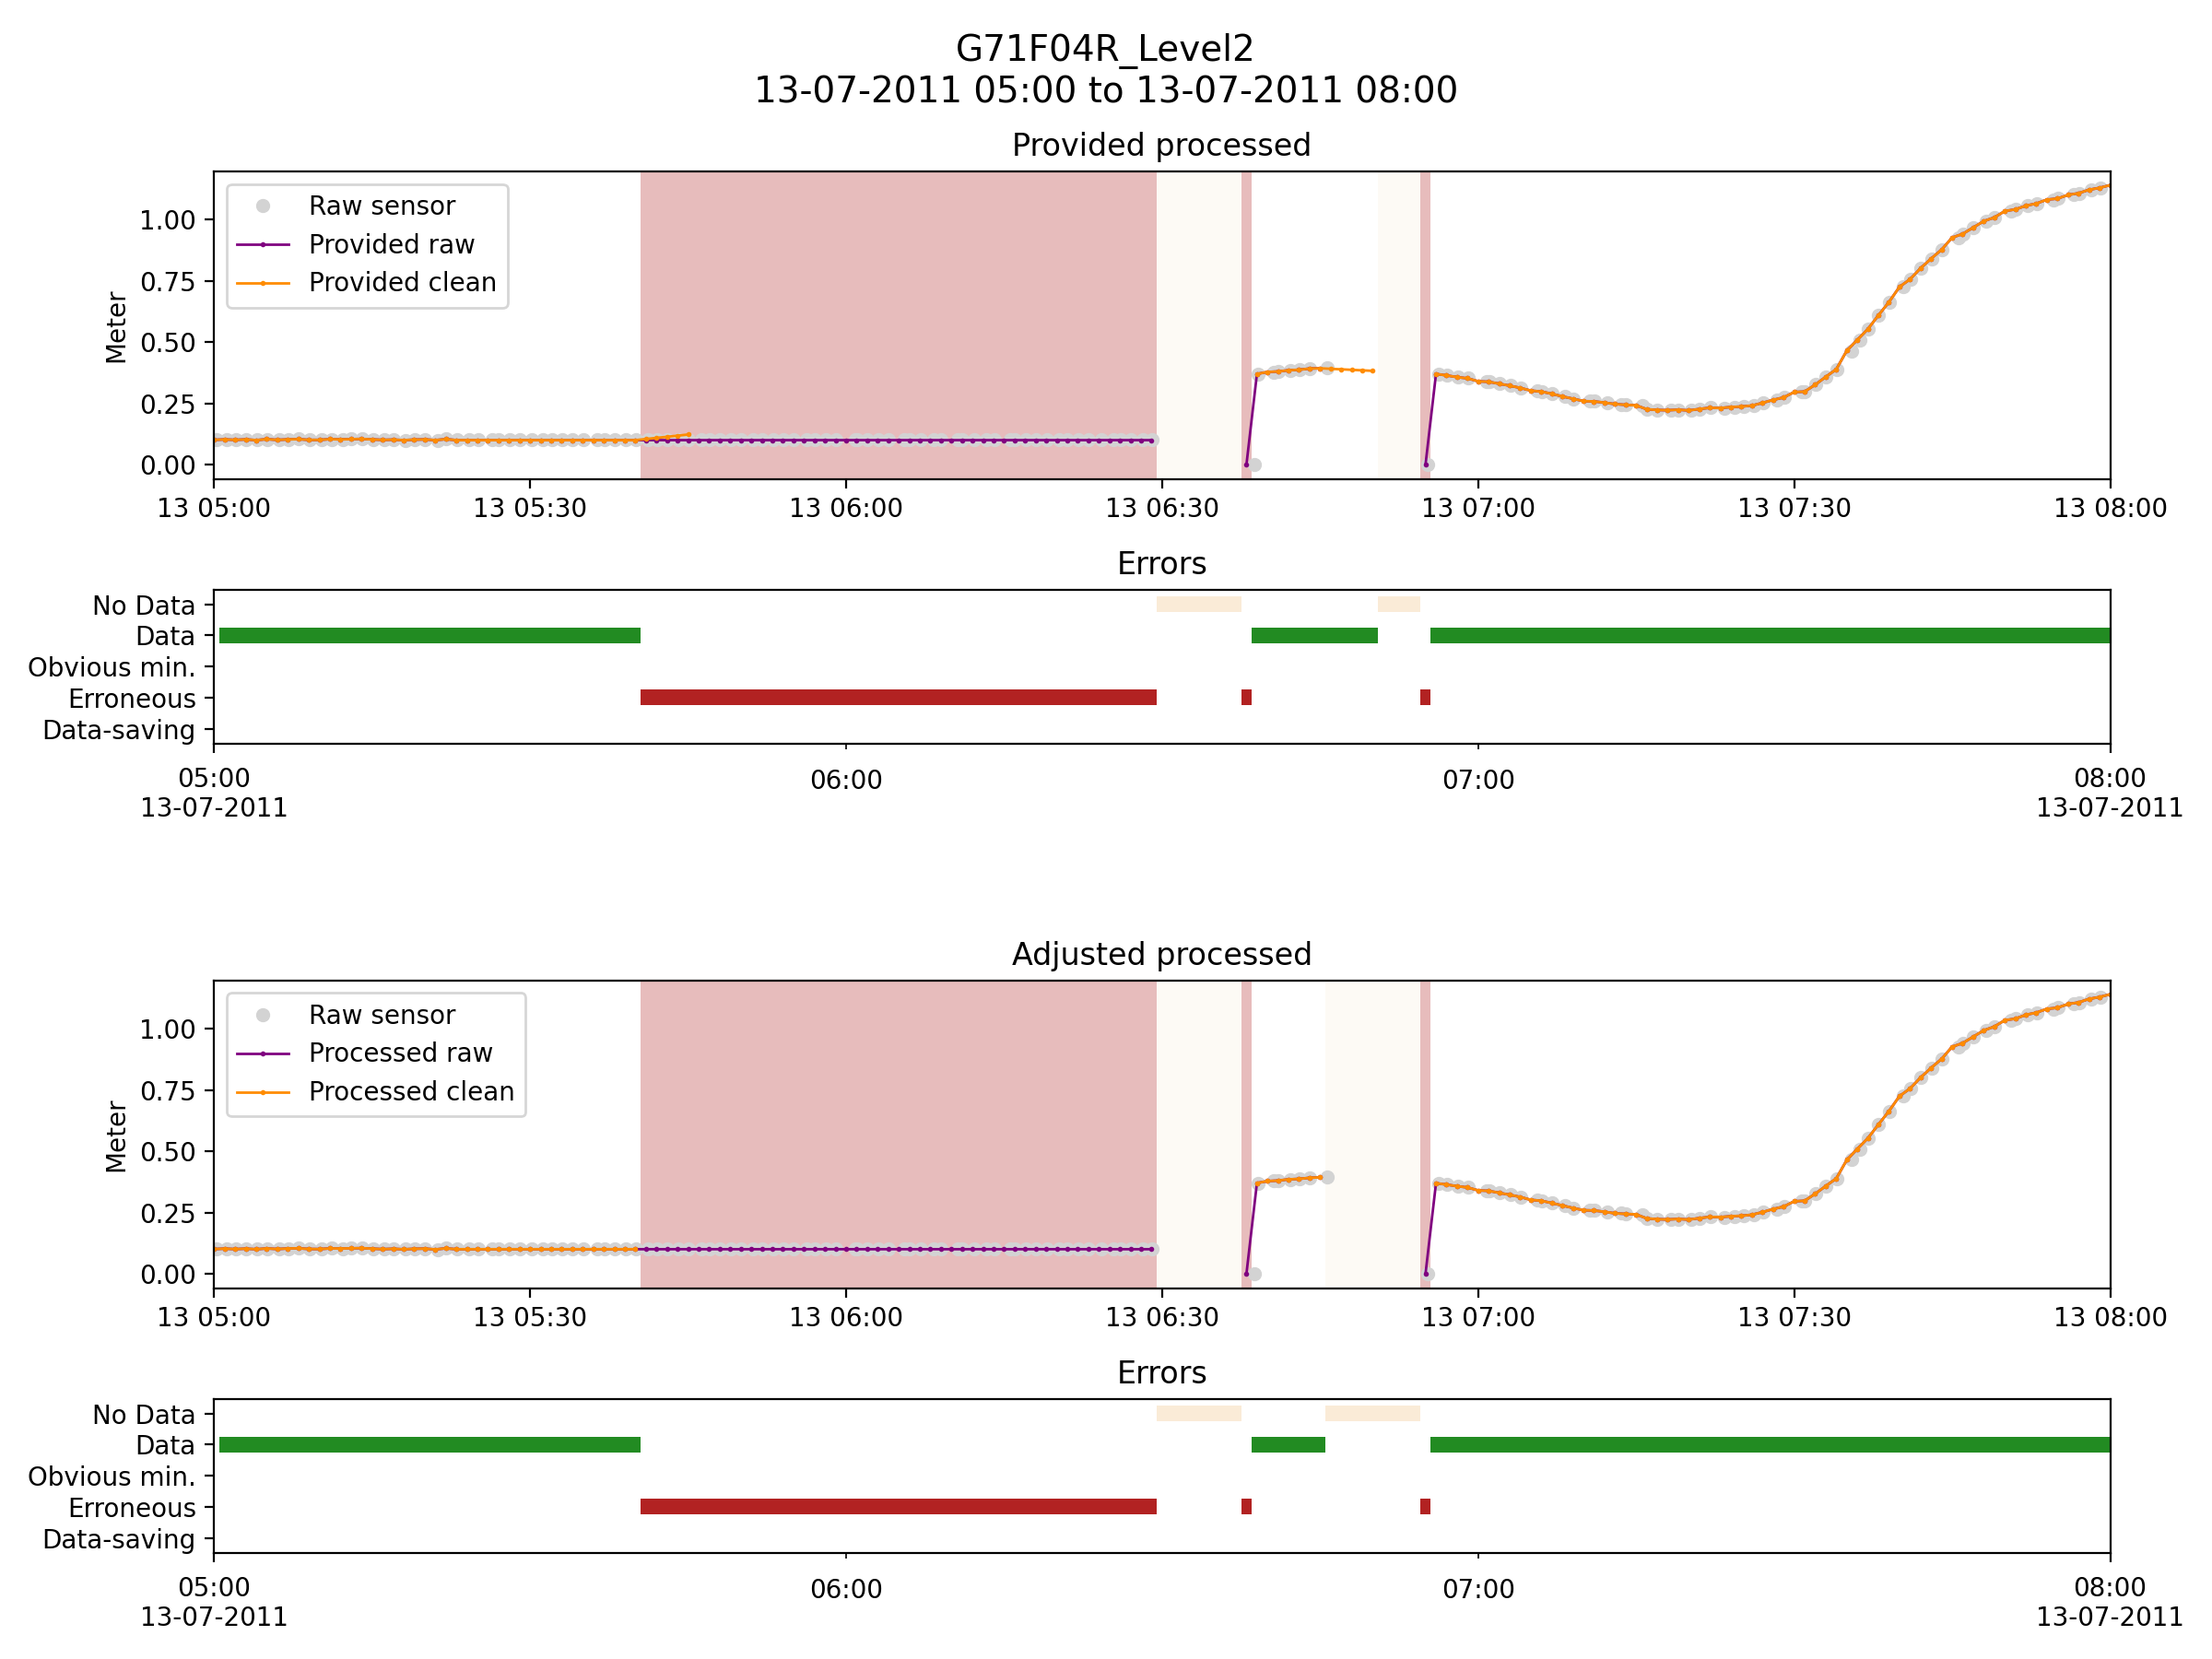 G71F04R_Level2
13-07-2011 05:00 to 13-07-2011 08:00
Provided processed
Raw sensor
Provided raw
Provided clean
Meter
1.00
0.75
0.50
0.25
0.00
13 05:00 13 05:30 13 06:00 13 06:30 13 07:00 13 07:30 13 08:00
Errors
No Data
Data
Obvious min.
Erroneous
Data-saving
05:00 06:00 07:00 08:00
13-07-2011 13-07-2011
Adjusted processed
Raw sensor
Processed raw
Processed clean
Meter
1.00
0.75
0.50
0.25
0.00
13 05:00 13 05:30 13 06:00 13 06:30 13 07:00 13 07:30 13 08:00
Errors
No Data
Data
Obvious min.
Erroneous
Data-saving
05:00 06:00 07:00 08:00
13-07-2011 13-07-2011